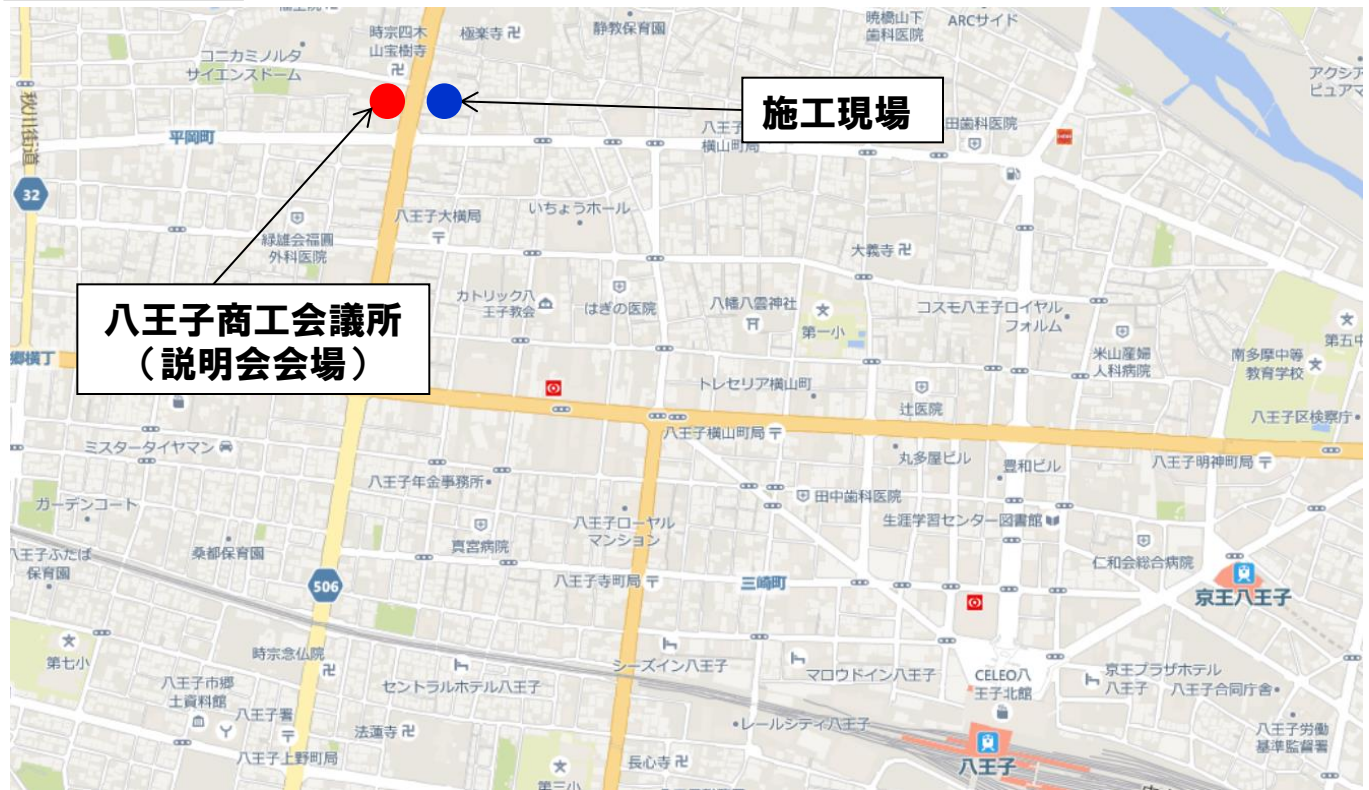 時宗四木
山宝樹寺
極楽寺
静教保育園
暁橋山下
歯科医院
ARCサイド
コニカミノルタ
サイエンスドーム
アクシア
ピュアマ
秋川街道
施工現場
平岡町
八王子
横山町局
田歯科医院
32
八王子大横局
いちょうホール
緑雄会福圓
外科医院
大義寺
八王子商工会議所
(説明会会場)
カトリック八
王子教会
はぎの医院
八幡八雲神社
第一小
コスモ八王子ロイヤル
フォルム
米山産婦
人科病院
南多摩中等
教育学校
第五中
郷横丁
トレセリア横山町
辻医院
八王子区検察庁
八王子横山町局
ミスタータイヤマン
丸多屋ビル
豊和ビル
八王子明神町局
八王子年金事務所
ガーデンコート
田中歯科医院
生涯学習センター図書館
八王子ローヤル
マンション
真宮病院
桑都保育園
八王子ふたば
保育園
仁和会総合病院
506
八王子寺町局
三崎町
京王八王子
第七小
時宗念仏院
シーズイン八王子
マロウドイン八王子
CELEO八
王子北館
京王プラザホテル
八王子
八王子合同庁舎
八王子市郷
土資料館
セントラルホテル八王子
八王子署
法蓮寺
レールシティ八王子
八王子労働
基準監督署
八王子上野町局
長心寺
八王子
第三小